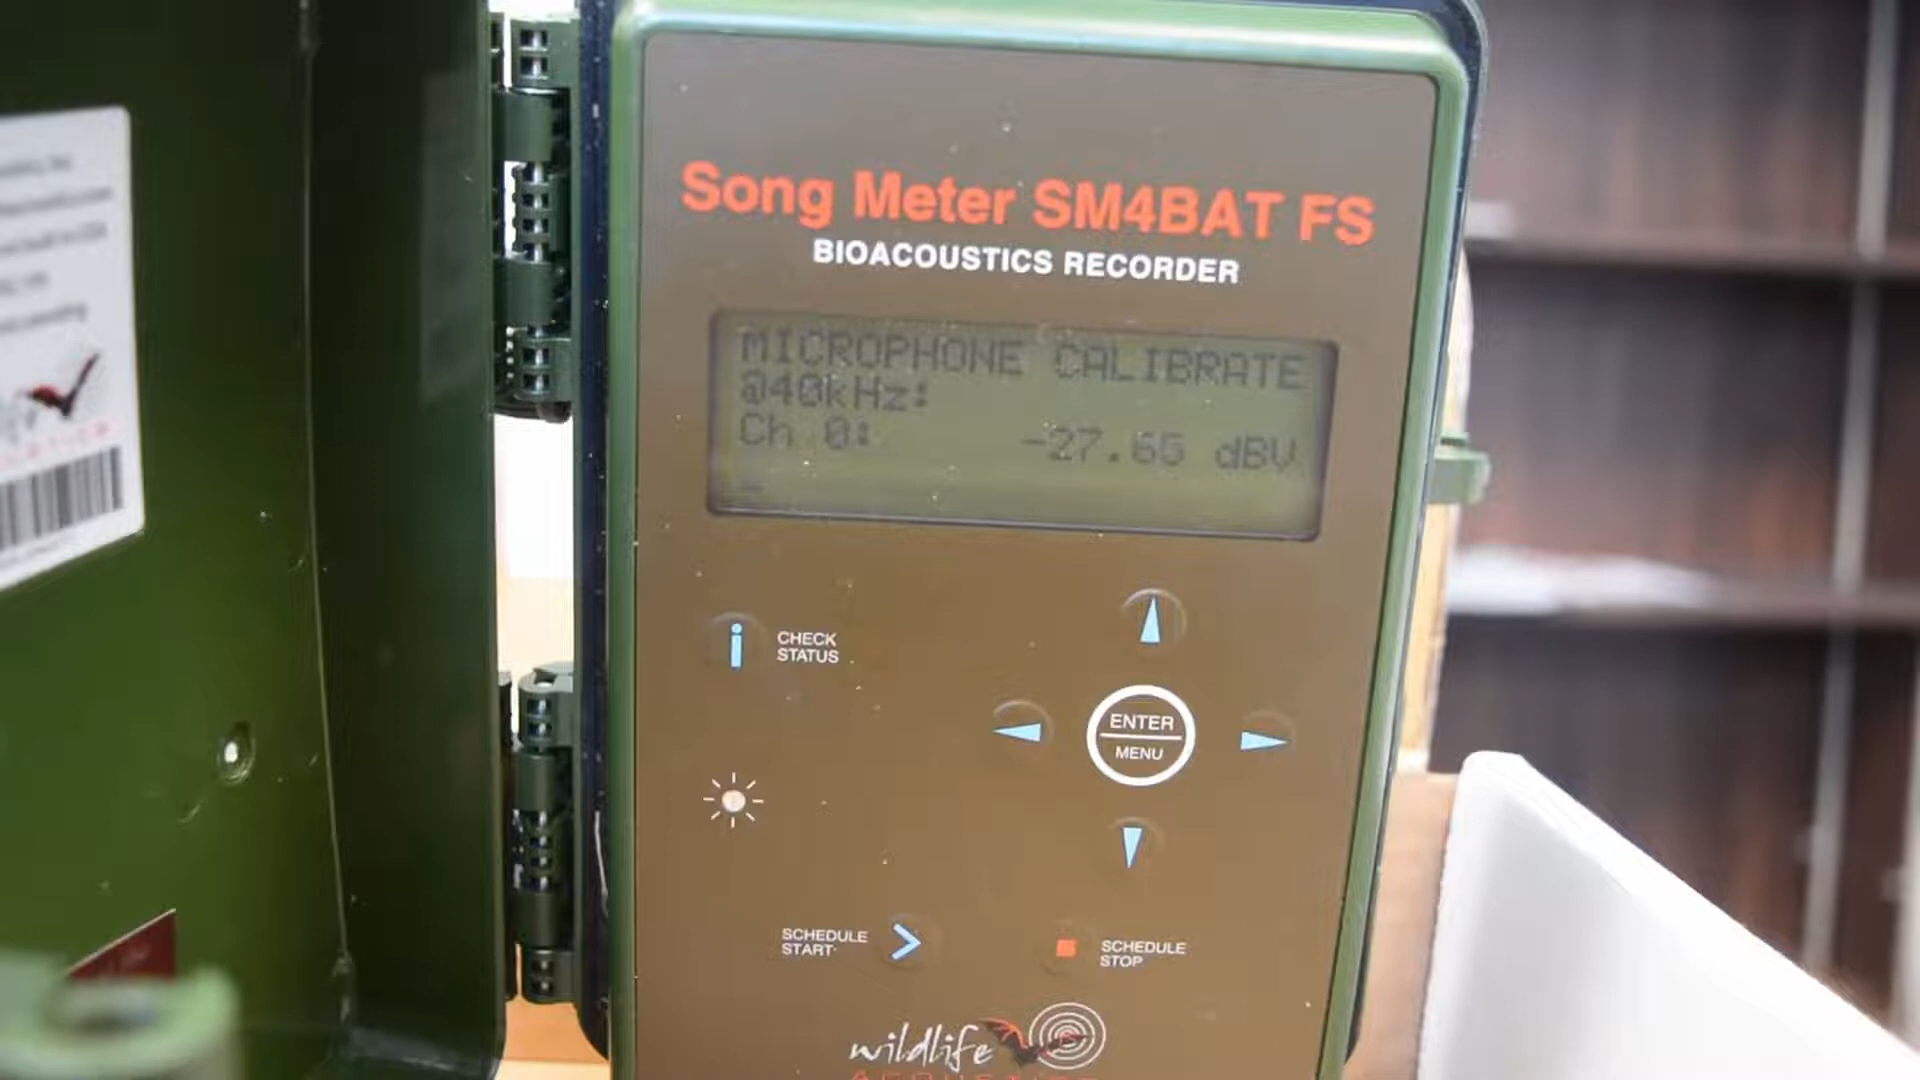 Song Meter SM4BAT FS
BIOACOUSTICS RECORDER
MICROPHONE CALIBRATE
@40kHz:
Ch 0: -27.65 dBV
CHECK
STATUS
ENTER
MENU
SCHEDULE
START
SCHEDULE
STOP
wildlife